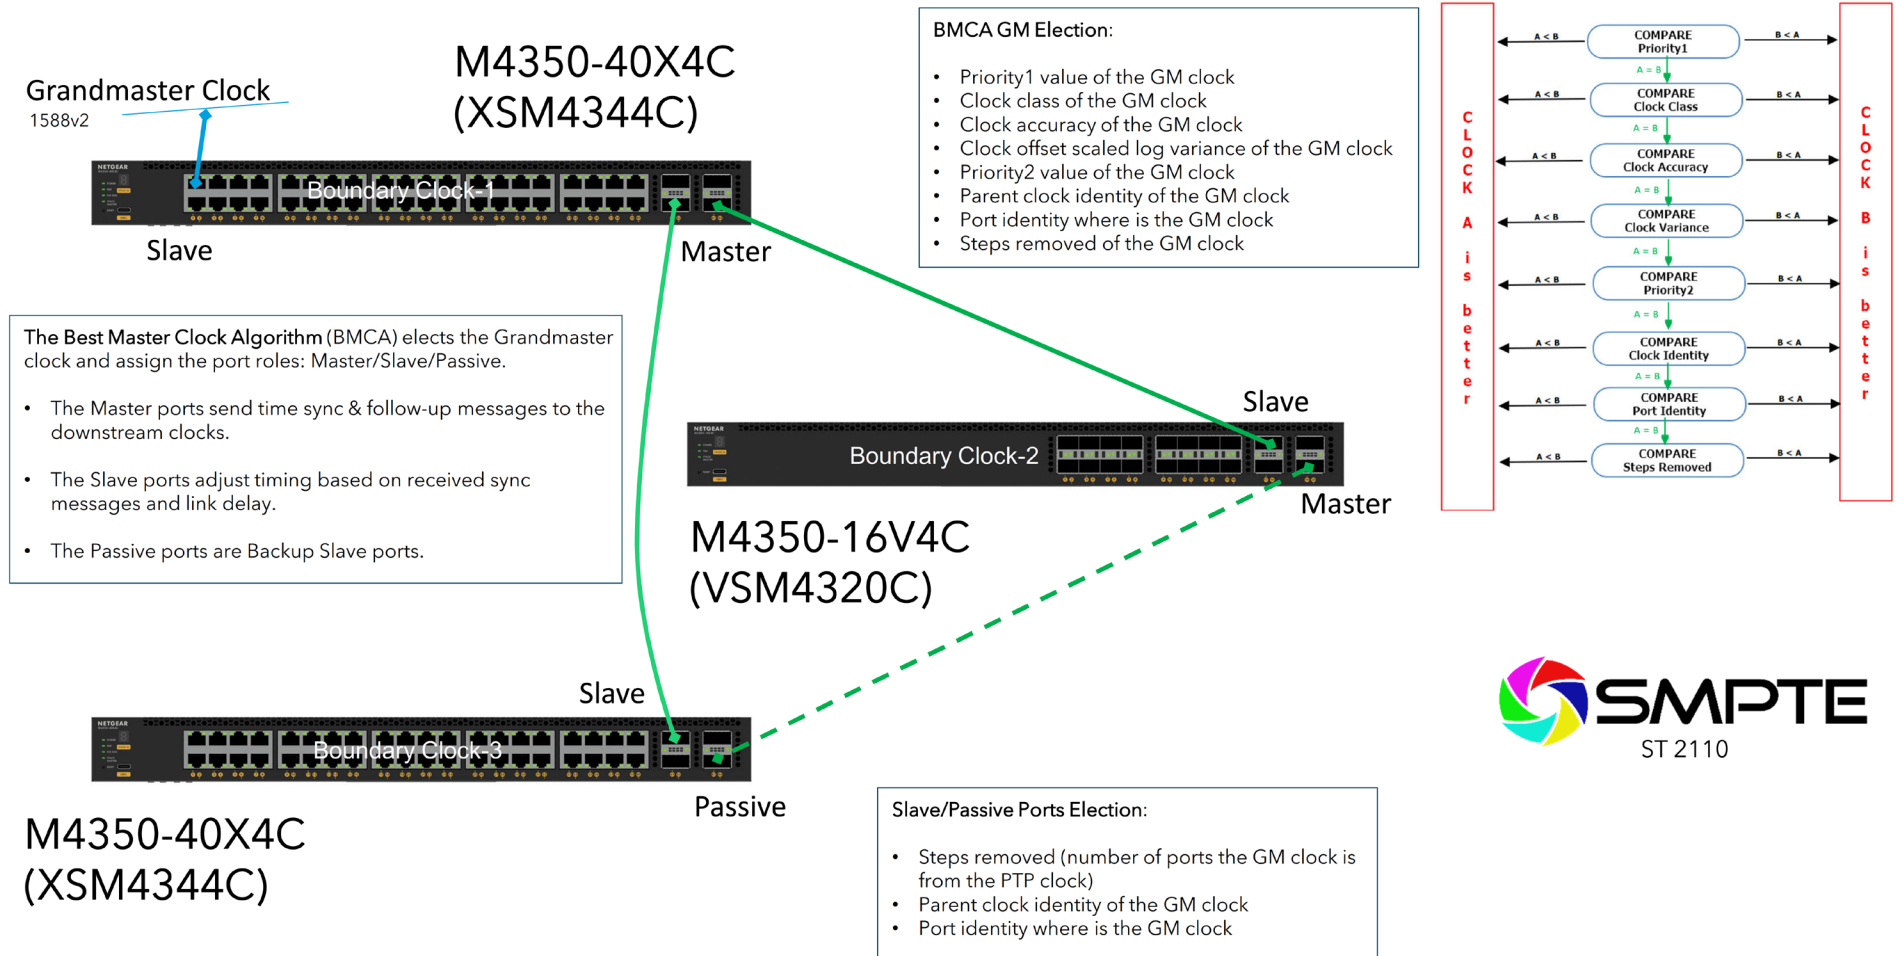 Grandmaster Clock
1588v2
M4350-40X4C
(XSM4344C)
NETGEAR
Boundary Clock-1
Slave
Master
The Best Master Clock Algorithm (BMCA) elects the Grandmaster
clock and assign the port roles: Master/Slave/Passive.
• The Master ports send time sync & follow-up messages to the
downstream clocks.
• The Slave ports adjust timing based on received sync
messages and link delay.
• The Passive ports are Backup Slave ports.
BMCA GM Election:
• Priority1 value of the GM clock
• Clock class of the GM clock
• Clock accuracy of the GM clock
• Clock offset scaled log variance of the GM clock
• Priority2 value of the GM clock
• Parent clock identity of the GM clock
• Port identity where is the GM clock
• Steps removed of the GM clock
CLOCK A is better
A < B
COMPARE
Priority1
B < A
A = B
A < B
COMPARE
Clock Class
B < A
A = B
A < B
COMPARE
Clock Accuracy
B < A
A = B
A < B
COMPARE
Clock Variance
B < A
A = B
A < B
COMPARE
Priority2
B < A
A = B
A < B
COMPARE
Clock Identity
B < A
A = B
A < B
COMPARE
Port Identity
B < A
A = B
A < B
COMPARE
Steps Removed
B < A
CLOCK B is better
Slave
NETGEAR
Boundary Clock-2
Master
M4350-16V4C
(VSM4320C)
SMPTE
ST 2110
Slave
NETGEAR
Boundary Clock-3
Passive
M4350-40X4C
(XSM4344C)
Slave/Passive Ports Election:
• Steps removed (number of ports the GM clock is
from the PTP clock)
• Parent clock identity of the GM clock
• Port identity where is the GM clock